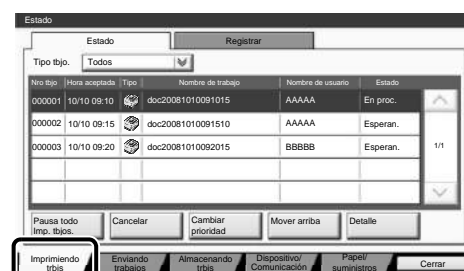 Estado
Estado Registrar
Tipo tbjo. Todos
Nro tbjo Hora aceptada Tipo Nombre de trabajo Nombre de usuario Estado
000001 10/10 09:10 doc20081010091015 AAAAA En proc.
000002 10/10 09:15 doc20081010091510 AAAAA Esperan.
000003 10/10 09:20 doc20081010092015 BBBBB Esperan.
1/1
Pausa todo Imp. tbjos.
Cancelar
Cambiar prioridad
Mover arriba
Detalle
Imprimiendo trbjs
Enviando trabajos
Almacenando trbjs
Dispositivo/ Comunicación
Papel/ suministros
Cerrar